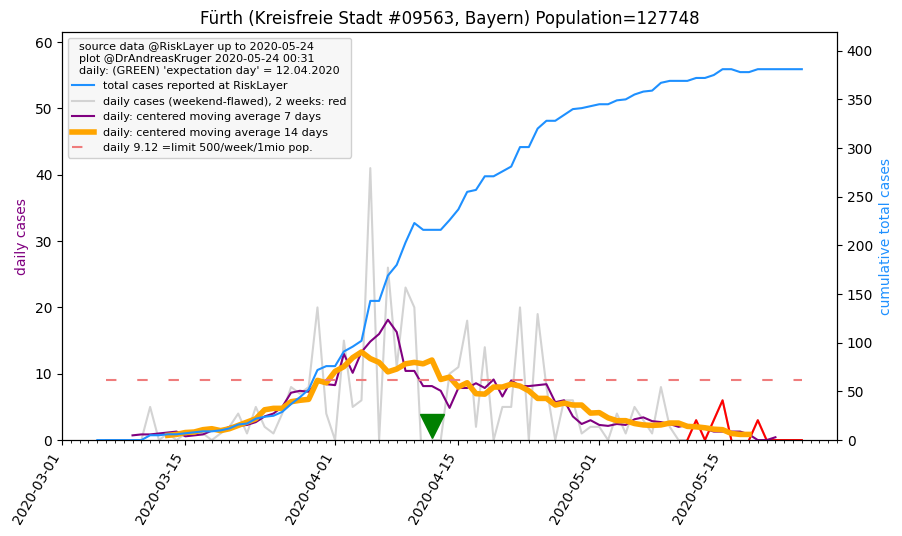 Fürth (Kreisfreie Stadt #09563, Bayern) Population=127748
source data @RiskLayer up to 2020-05-24
plot @DrAndreasKruger 2020-05-24 00:31
daily: (GREEN) 'expectation day' = 12.04.2020
total cases reported at RiskLayer
daily cases (weekend-flawed), 2 weeks: red
daily: centered moving average 7 days
daily: centered moving average 14 days
daily 9.12 =limit 500/week/1mio pop.
daily cases
60
50
40
30
20
10
0
400
350
300
250
200
150
100
50
0
cumulative total cases
2020-03-01
2020-03-15
2020-04-01
2020-04-15
2020-05-01
2020-05-15